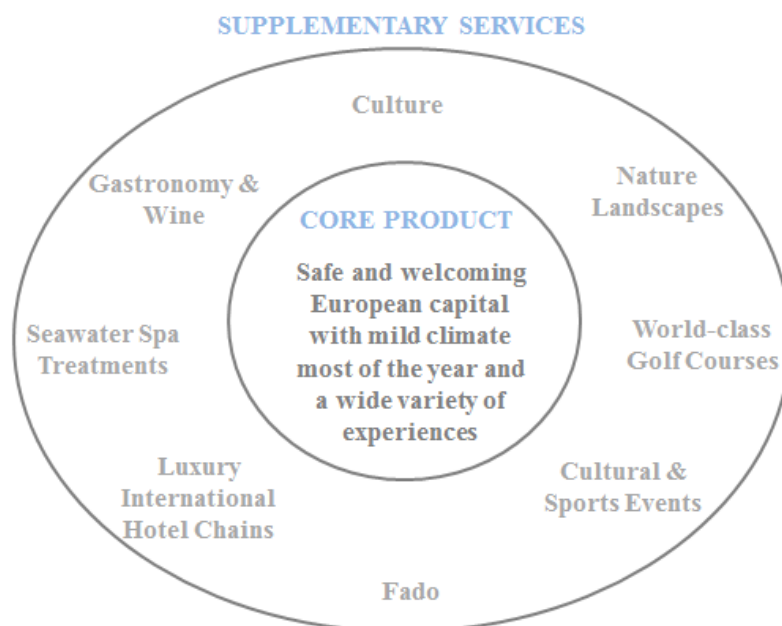 SUPPLEMENTARY SERVICES
Culture
Gastronomy &
Wine
Nature
Landscapes
CORE PRODUCT
Safe and welcoming
European capital
with mild climate
most of the year and
a wide variety of
experiences
Seawater Spa
Treatments
World-class
Golf Courses
Luxury
International
Hotel Chains
Cultural &
Sports Events
Fado